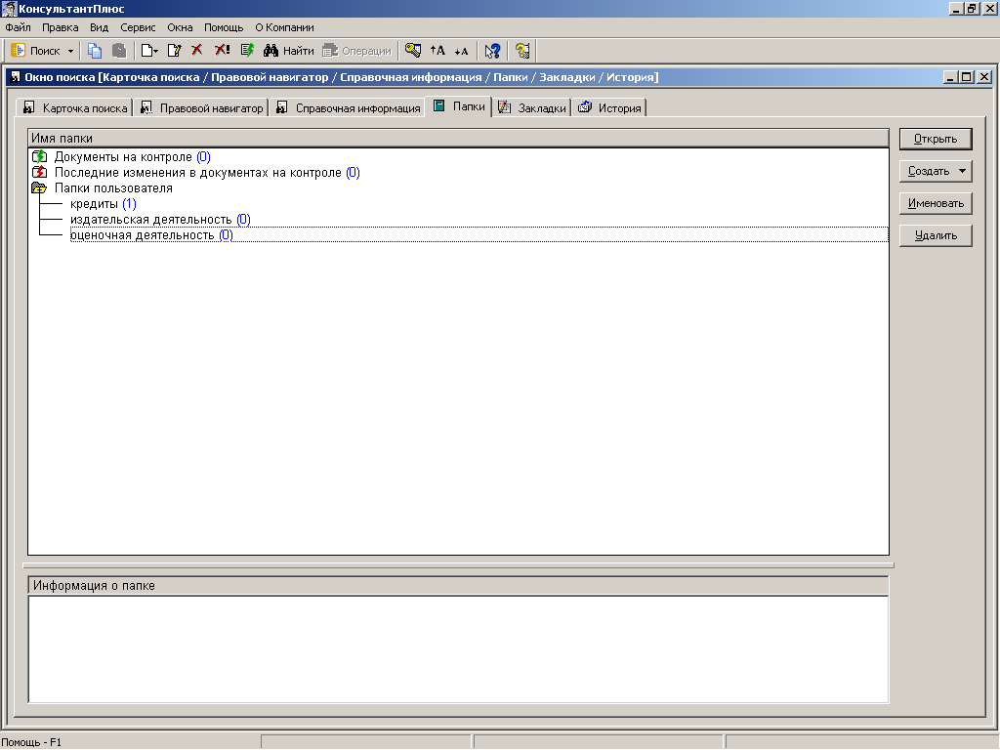 КонсультантПлюс
Файл Правка Вид Сервис Окна Помощь О Компании
Поиск Найти Операции
Окно поиска [Карточка поиска / Правовой навигатор / Справочная информация / Папки / Закладки / История]
Карточка поиска Правовой навигатор Справочная информация Папки Закладки История
Имя папки
Документы на контроле (0)
Последние изменения в документах на контроле (0)
Папки пользователя
кредиты (1)
издательская деятельность (0)
оценочная деятельность (0)
Открыть
Создать
Именовать
Удалить
Информация о папке
Помощь - F1